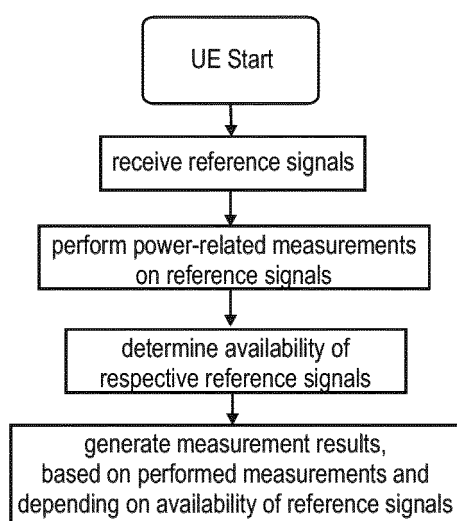 UE Start
receive reference signals
perform power-related measurements
on reference signals
determine availability of
respective reference signals
generate measurement results,
based on performed measurements and
depending on availability of reference signals